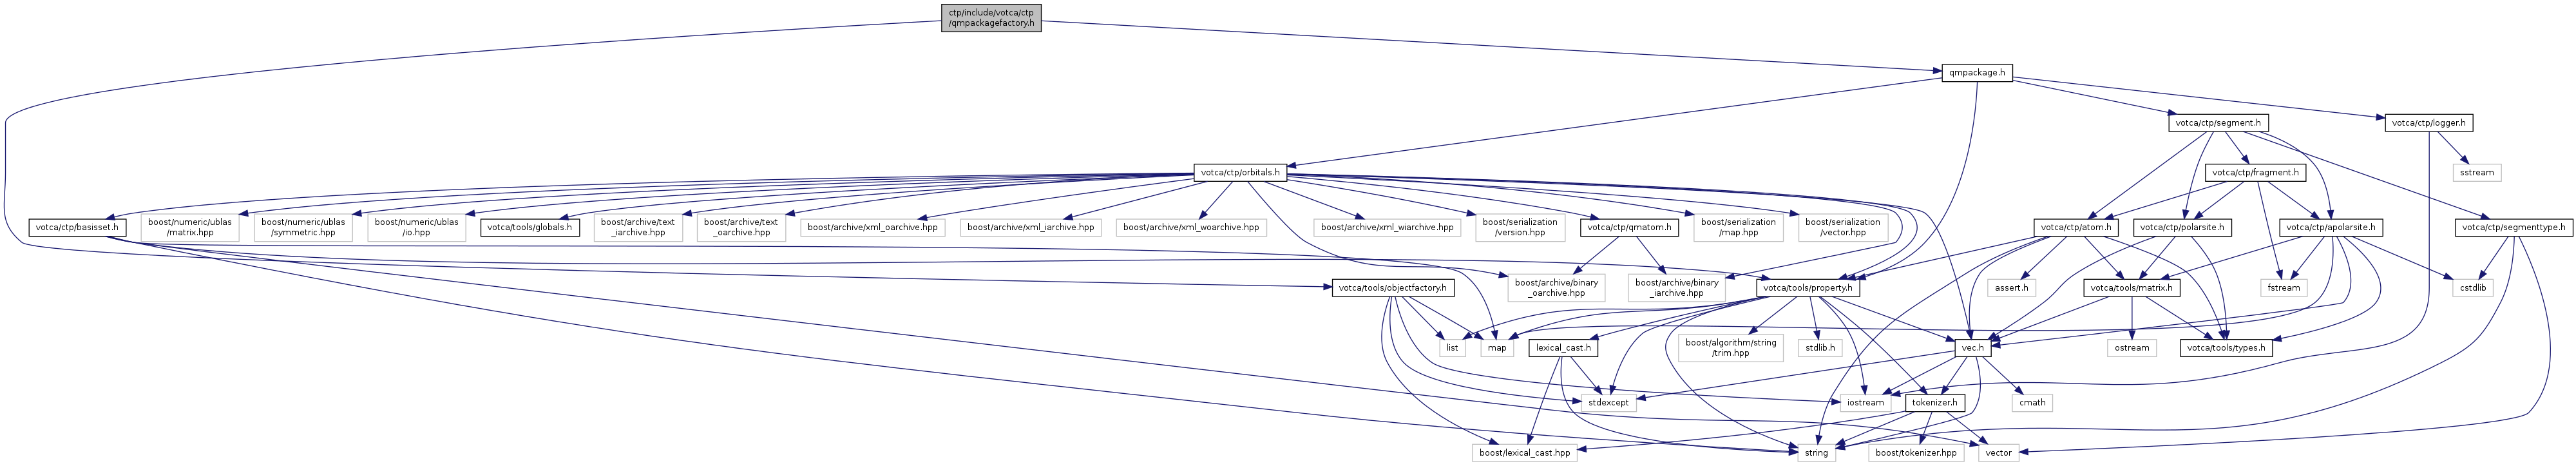 ctp/include/votca/ctp
/qmpackagefactory.h
qmpackage.h
votca/ctp/segment.h
votca/ctp/logger.h
votca/ctp/orbitals.h
votca/ctp/fragment.h
sstream
votca/ctp/basisset.h
boost/numeric/ublas
/matrix.hpp
boost/numeric/ublas
/symmetric.hpp
boost/numeric/ublas
/io.hpp
votca/tools/globals.h
boost/archive/text
_iarchive.hpp
boost/archive/text
_oarchive.hpp
boost/archive/xml_oarchive.hpp
boost/archive/xml_iarchive.hpp
boost/archive/xml_woarchive.hpp
boost/archive/xml_wiarchive.hpp
boost/serialization
/version.hpp
votca/ctp/qmatom.h
boost/serialization
/map.hpp
boost/serialization
/vector.hpp
votca/ctp/atom.h
votca/ctp/polarsite.h
votca/ctp/apolarsite.h
votca/ctp/segmenttype.h
votca/tools/objectfactory.h
boost/archive/binary
_oarchive.hpp
boost/archive/binary
_iarchive.hpp
votca/tools/property.h
assert.h
votca/tools/matrix.h
fstream
cstdlib
list
map
lexical_cast.h
boost/algorithm/string
/trim.hpp
stdlib.h
vec.h
ostream
votca/tools/types.h
stdexcept
iostream
tokenizer.h
cmath
boost/lexical_cast.hpp
string
boost/tokenizer.hpp
vector